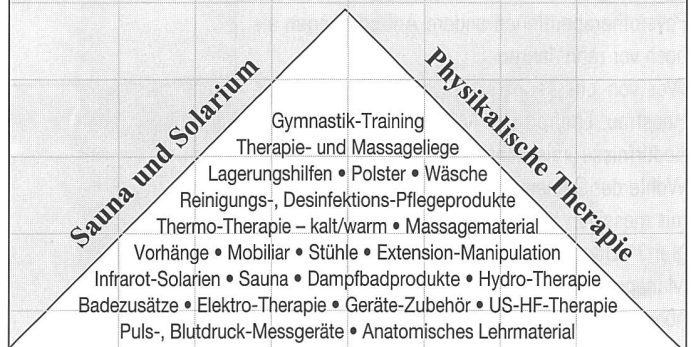 Sauna und Solarium
Physikalische Therapie
Gymnastik-Training
Therapie- und Massageliege
Lagerungshilfen • Polster • Wäsche
Reinigungs-, Desinfektions-Pflegeprodukte
Thermo-Therapie – kalt/warm • Massagematerial
Vorhänge • Mobiliar • Stühle • Extension-Manipulation
Infrarot-Solarien • Sauna • Dampfbadprodukte • Hydro-Therapie
Badezusätze • Elektro-Therapie • Geräte-Zubehör • US-HF-Therapie
Puls-, Blutdruck-Messgeräte • Anatomisches Lehrmaterial